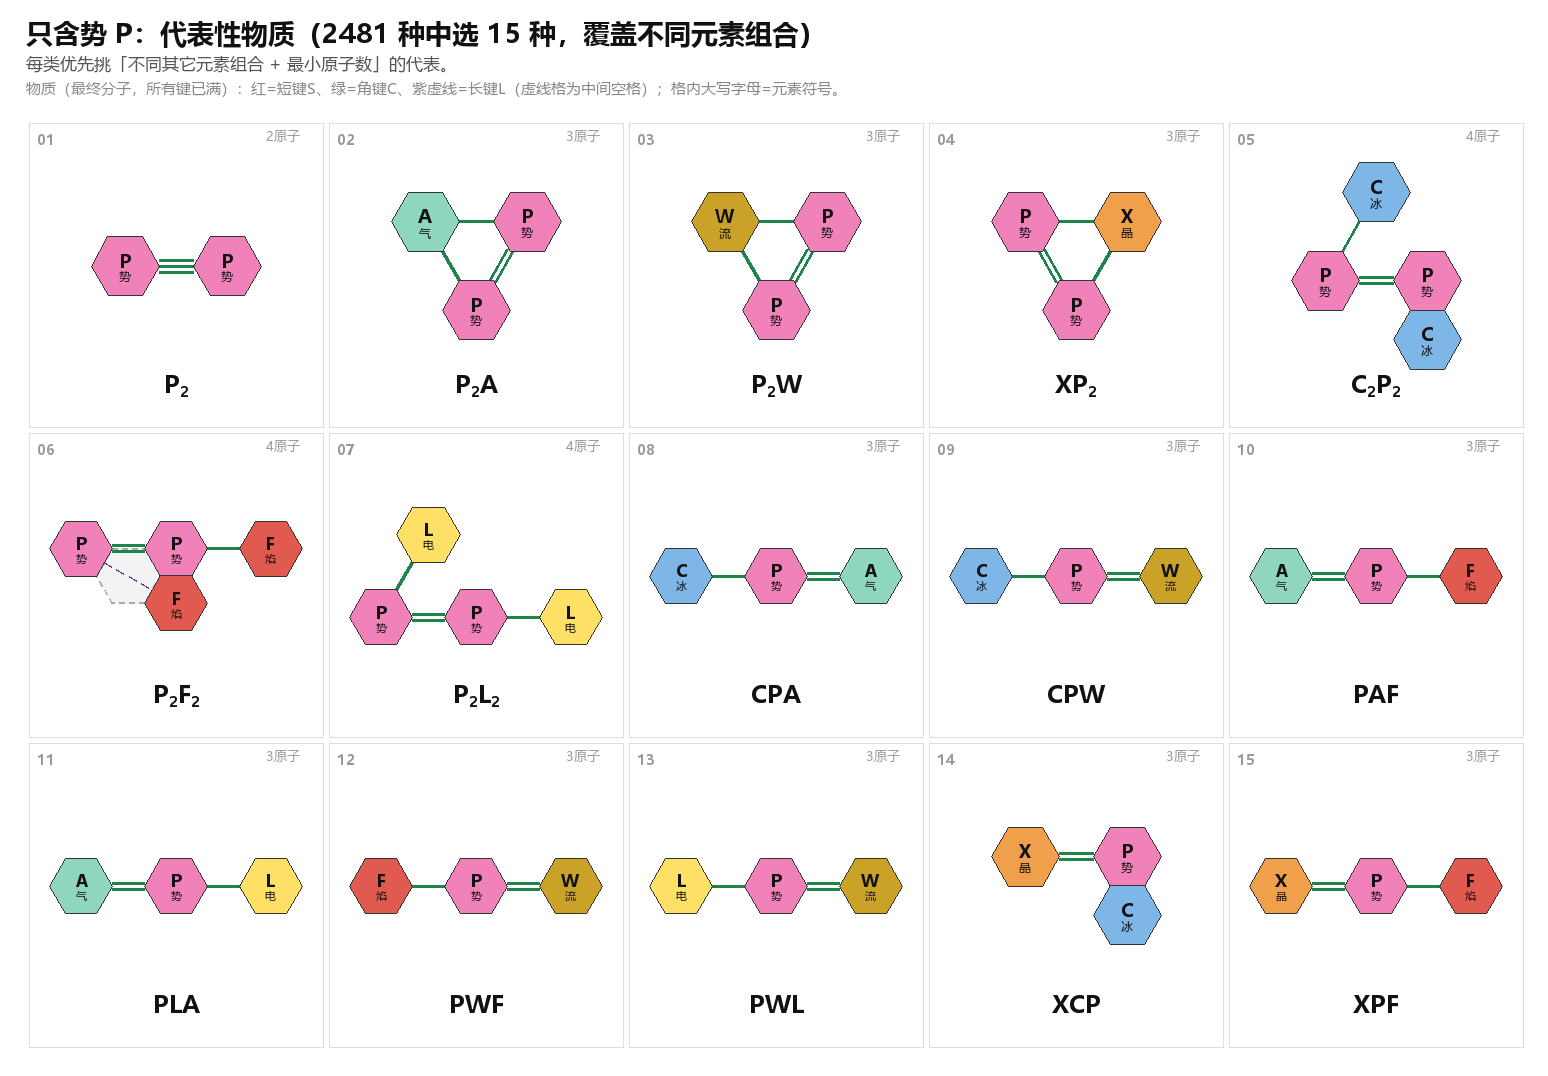 只含势 P：代表性物质（2481 种中选 15 种，覆盖不同元素组合）
每类优先挑「不同其它元素组合 + 最小原子数」的代表。
物质（最终分子，所有键已满）：红=短键S、绿=角键C、紫虚线=长键L（虚线格为中间空格）；格内大写字母=元素符号。
01 2原子
P 势 P 势
P₂
02 3原子
A 气 P 势
P 势
P₂A
03 3原子
W 流 P 势
P 势
P₂W
04 3原子
P 势 X 晶
P 势
XP₂
05 4原子
C 冰
P 势 P 势
C 冰
C₂P₂
06 4原子
P 势 P 势 F 焰
F 焰
P₂F₂
07 4原子
L 电
P 势 P 势 L 电
P₂L₂
08 3原子
C 冰 P 势 A 气
CPA
09 3原子
C 冰 P 势 W 流
CPW
10 3原子
A 气 P 势 F 焰
PAF
11 3原子
A 气 P 势 L 电
PLA
12 3原子
F 焰 P 势 W 流
PWF
13 3原子
L 电 P 势 W 流
PWL
14 3原子
X 晶 P 势
C 冰
XCP
15 3原子
X 晶 P 势 F 焰
XPF